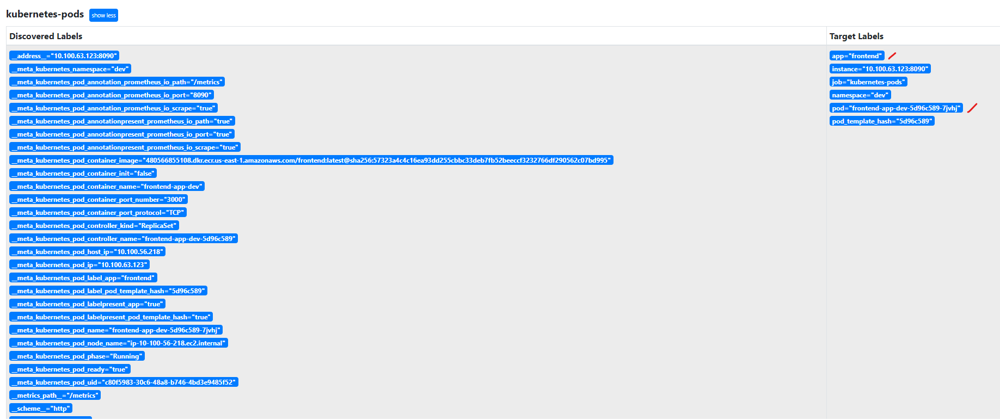 kubernetes-pods show less
Discovered Labels Target Labels
__address__="10.100.63.123:8090"
__meta_kubernetes_namespace="dev"
__meta_kubernetes_pod_annotation_prometheus_io_path="/metrics"
__meta_kubernetes_pod_annotation_prometheus_io_port="8090"
__meta_kubernetes_pod_annotation_prometheus_io_scrape="true"
__meta_kubernetes_pod_annotationpresent_prometheus_io_path="true"
__meta_kubernetes_pod_annotationpresent_prometheus_io_port="true"
__meta_kubernetes_pod_annotationpresent_prometheus_io_scrape="true"
__meta_kubernetes_pod_container_image="480566855108.dkr.ecr.us-east-1.amazonaws.com/frontend:latest@sha256:57323a4c4c16ea93dd255cbbc33deb7fb52beeccf3232766df290562c07bd995"
__meta_kubernetes_pod_container_init="false"
__meta_kubernetes_pod_container_name="frontend-app-dev"
__meta_kubernetes_pod_container_port_number="3000"
__meta_kubernetes_pod_container_port_protocol="TCP"
__meta_kubernetes_pod_controller_kind="ReplicaSet"
__meta_kubernetes_pod_controller_name="frontend-app-dev-5d96c589"
__meta_kubernetes_pod_host_ip="10.100.56.218"
__meta_kubernetes_pod_ip="10.100.63.123"
__meta_kubernetes_pod_label_app="frontend"
__meta_kubernetes_pod_label_pod_template_hash="5d96c589"
__meta_kubernetes_pod_labelpresent_app="true"
__meta_kubernetes_pod_labelpresent_pod_template_hash="true"
__meta_kubernetes_pod_name="frontend-app-dev-5d96c589-7jvhj"
__meta_kubernetes_pod_node_name="ip-10-100-56-218.ec2.internal"
__meta_kubernetes_pod_phase="Running"
__meta_kubernetes_pod_ready="true"
__meta_kubernetes_pod_uid="c80f5983-30c6-48a8-b746-4bd3e9485f52"
__metrics_path__="/metrics"
__scheme__="http"
app="frontend"
instance="10.100.63.123:8090"
job="kubernetes-pods"
namespace="dev"
pod="frontend-app-dev-5d96c589-7jvhj"
pod_template_hash="5d96c589"